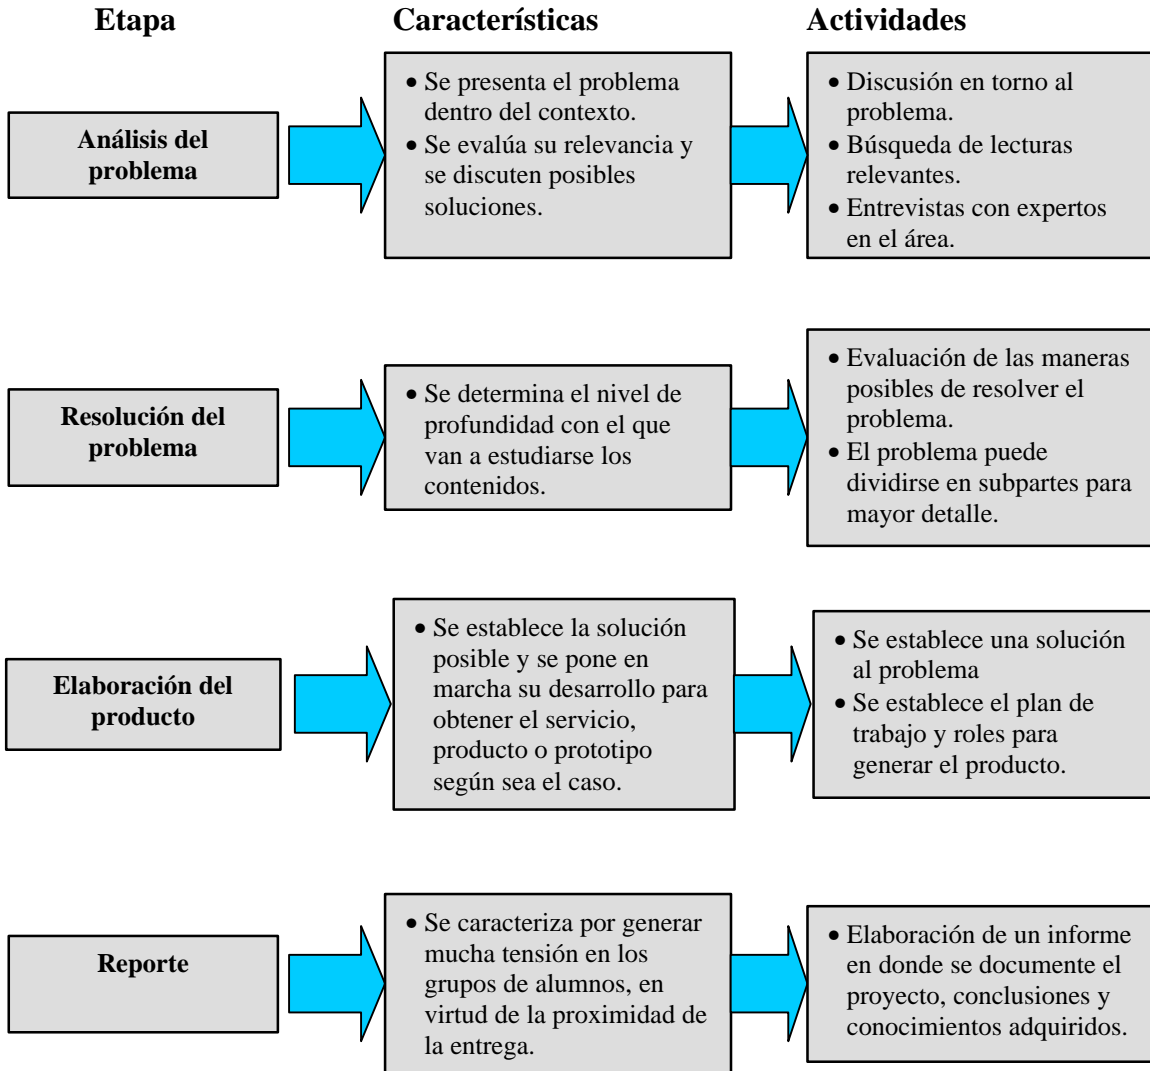 Etapa
Características
Actividades
Análisis del
problema
• Se presenta el problema
dentro del contexto.
• Se evalúa su relevancia y
se discuten posibles
soluciones.
• Discusión en torno al
problema.
• Búsqueda de lecturas
relevantes.
• Entrevistas con expertos
en el área.
Resolución del
problema
• Se determina el nivel de
profundidad con el que
van a estudiarse los
contenidos.
• Evaluación de las maneras
posibles de resolver el
problema.
• El problema puede
dividirse en subpartes para
mayor detalle.
Elaboración del
producto
• Se establece la solución
posible y se pone en
marcha su desarrollo para
obtener el servicio,
producto o prototipo
según sea el caso.
• Se establece una solución
al problema
• Se establece el plan de
trabajo y roles para
generar el producto.
Reporte
• Se caracteriza por generar
mucha tensión en los
grupos de alumnos, en
virtud de la proximidad de
la entrega.
• Elaboración de un informe
en donde se documente el
proyecto, conclusiones y
conocimientos adquiridos.